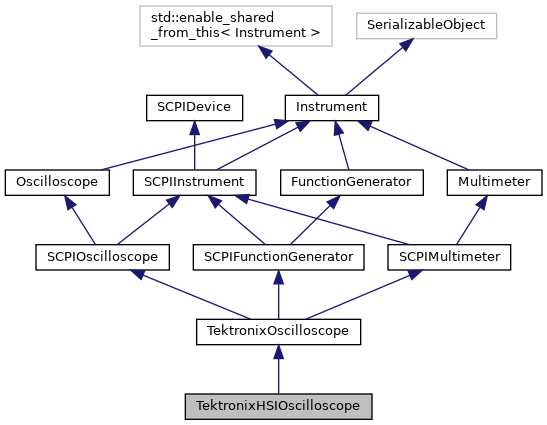 std::enable_shared
_from_this< Instrument >
SerializableObject
SCPIDevice
Instrument
Oscilloscope
SCPIInstrument
FunctionGenerator
Multimeter
SCPIOscilloscope
SCPIFunctionGenerator
SCPIMultimeter
TektronixOscilloscope
TektronixHSIOscilloscope